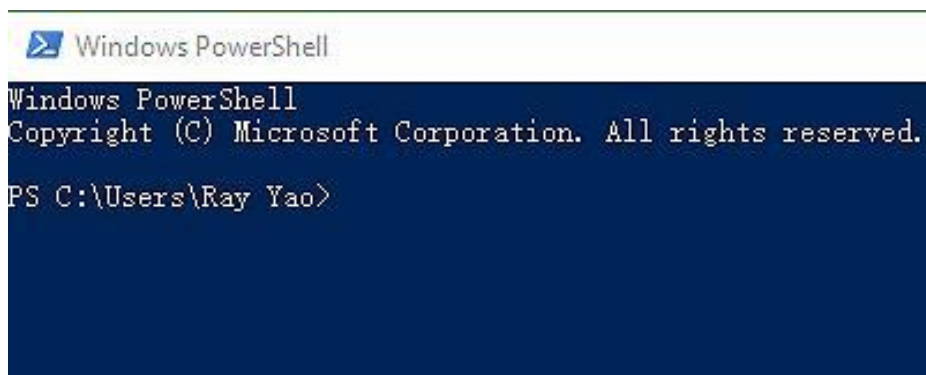 Windows PowerShell
Windows PowerShell
Copyright (C) Microsoft Corporation. All rights reserved.
PS C:\Users\Ray Yao>